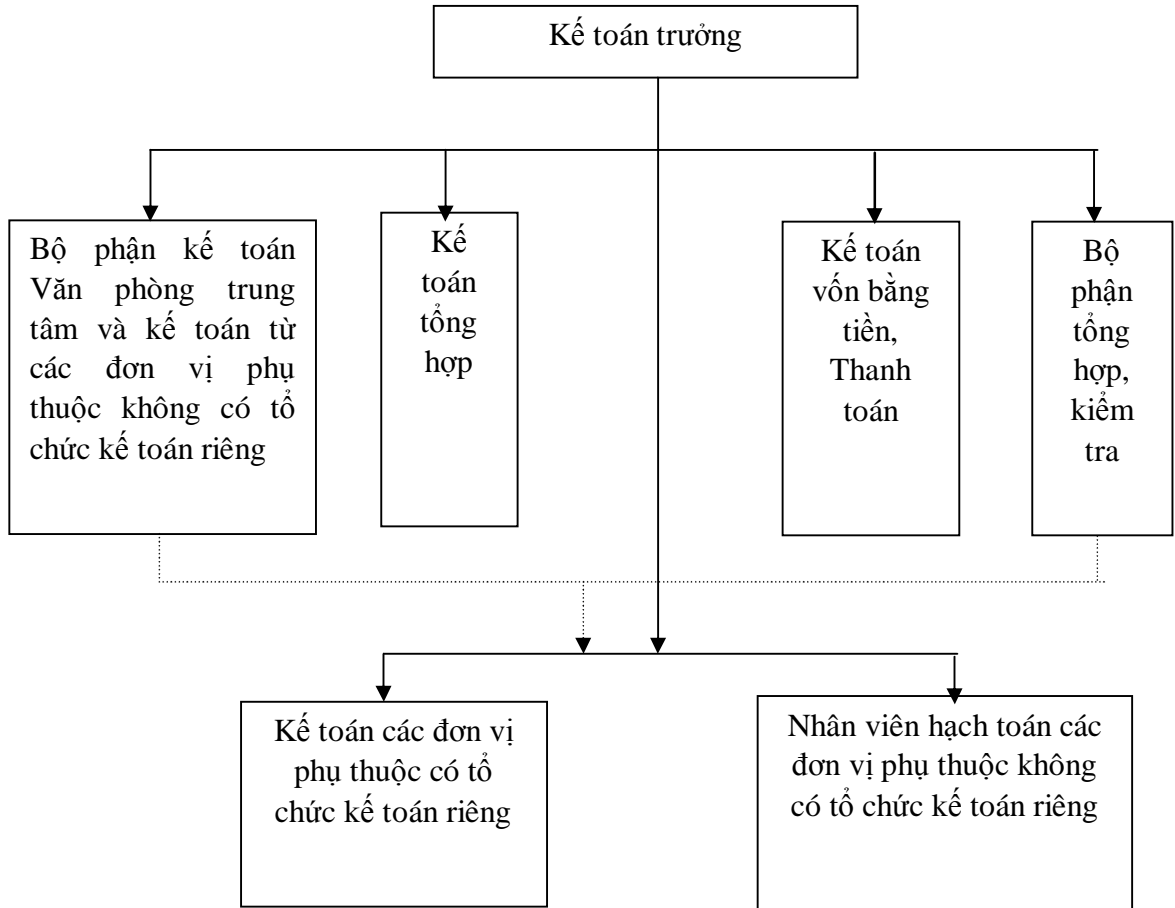 Kế toán trưởng
Bộ phận kế toán
Văn phòng trung
tâm và kế toán từ
các đơn vị phụ
thuộc không có tổ
chức kế toán riêng
Kế
toán
tổng
hợp
Kế toán
vốn bằng
tiền,
Thanh
toán
Bộ
phận
tổng
hợp,
kiểm
tra
Kế toán các đơn vị
phụ thuộc có tổ
chức kế toán riêng
Nhân viên hạch toán các
đơn vị phụ thuộc không
có tổ chức kế toán riêng